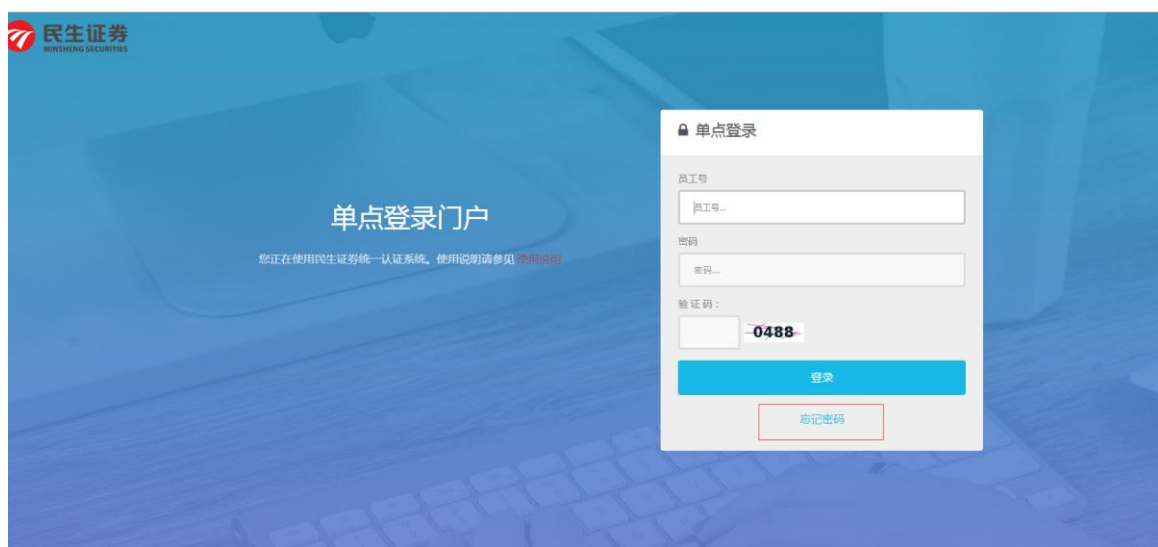 民生证券
MINSHENG SECURITIES
单点登录门户
您正在使用民生证券统一认证系统。使用说明请参见 使用说明
单点登录
员工号
员工号...
密码
密码...
验证码：
0488
登录
忘记密码